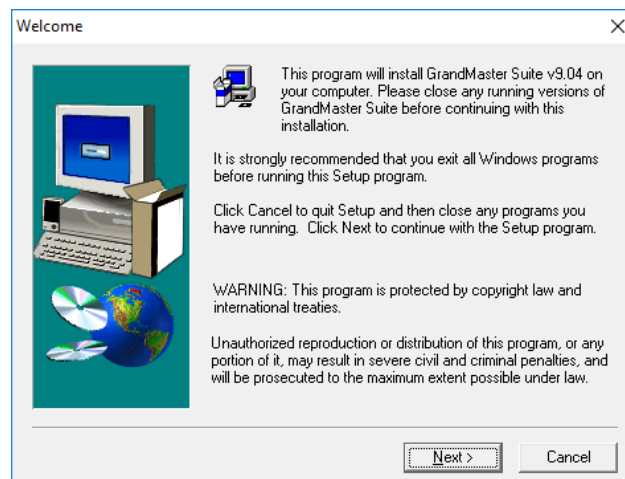 Welcome
This program will install GrandMaster Suite v9.04 on
your computer. Please close any running versions of
GrandMaster Suite before continuing with this
installation.
It is strongly recommended that you exit all Windows programs
before running this Setup program.
Click Cancel to quit Setup and then close any programs you
have running. Click Next to continue with the Setup program.
WARNING: This program is protected by copyright law and
international treaties.
Unauthorized reproduction or distribution of this program, or any
portion of it, may result in severe civil and criminal penalties, and
will be prosecuted to the maximum extent possible under law.
Next > Cancel